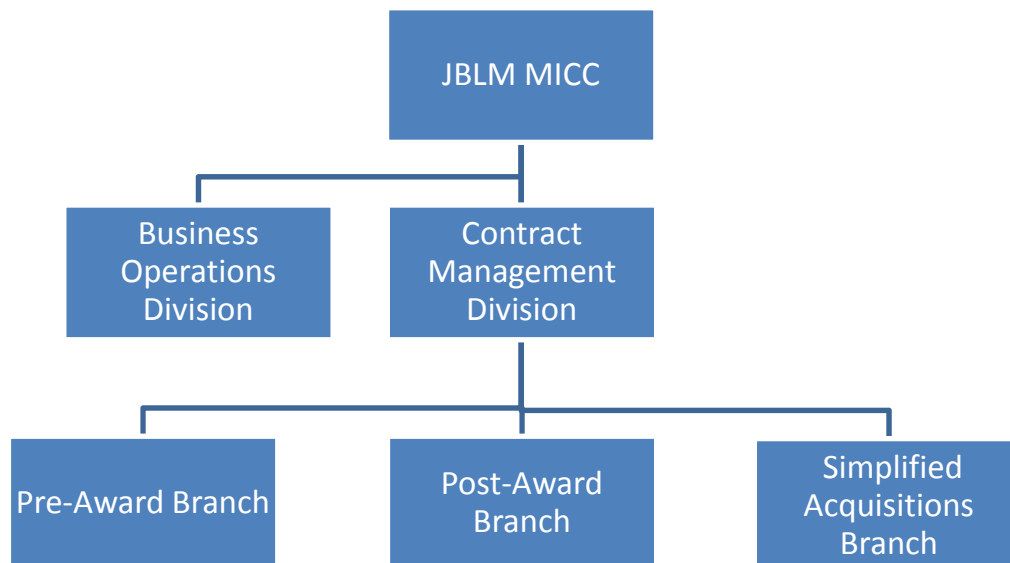 JBLM MICC
Business
Operations
Division
Contract
Management
Division
Pre-Award Branch
Post-Award
Branch
Simplified
Acquisitions
Branch